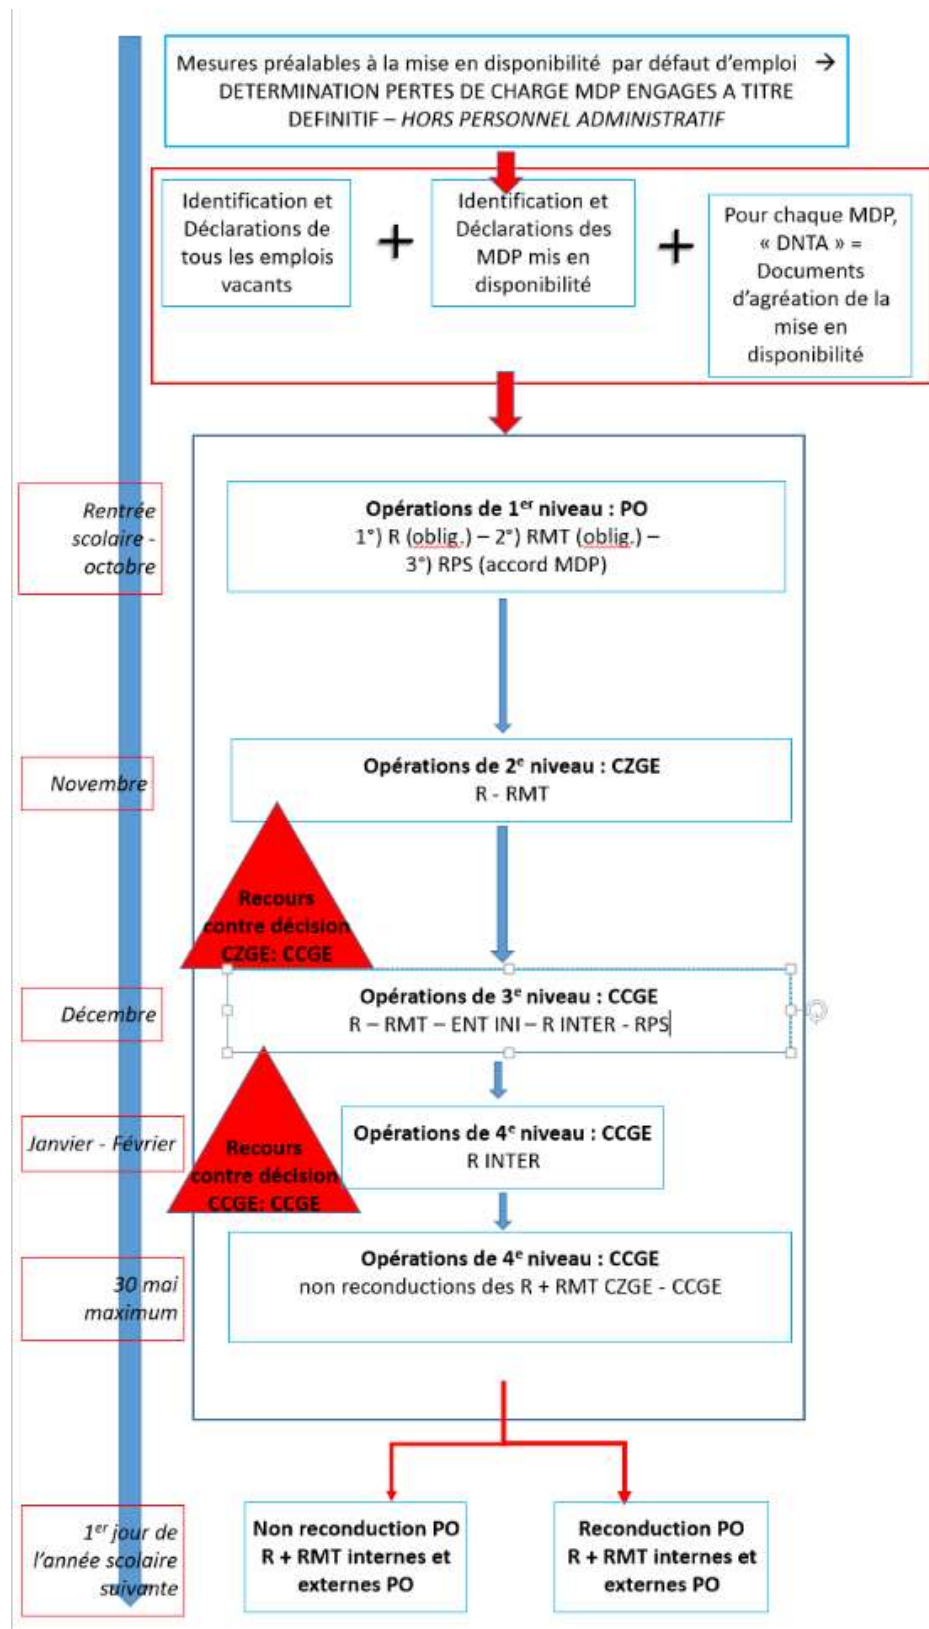 Mesures préalables à la mise en disponibilité par défaut d'emploi →
DETERMINATION PERTES DE CHARGE MDP ENGAGES A TITRE
DEFINITIF – HORS PERSONNEL ADMINISTRATIF
Identification et
Déclarations de
tous les emplois
vacants
+
Identification et
Déclarations des
MDP mis en
disponibilité
+
Pour chaque MDP,
« DNTA » =
Documents
d'agréation de la
mise en
disponibilité
Rentrée
scolaire -
octobre
Opérations de 1er niveau : PO
1°) R (oblig.) – 2°) RMT (oblig.) –
3°) RPS (accord MDP)
Novembre
Opérations de 2e niveau : CZGE
R - RMT
Recours
contre décision
CZGE: CCGE
Décembre
Opérations de 3e niveau : CCGE
R – RMT – ENT INI – R INTER - RPS
Janvier - Février
Recours
contre décision
CCGE: CCGE
Opérations de 4e niveau : CCGE
R INTER
30 mai
maximum
Opérations de 4e niveau : CCGE
non reconductions des R + RMT CZGE - CCGE
1er jour de
l'année scolaire
suivante
Non reconduction PO
R + RMT internes et
externes PO
Reconduction PO
R + RMT internes et
externes PO